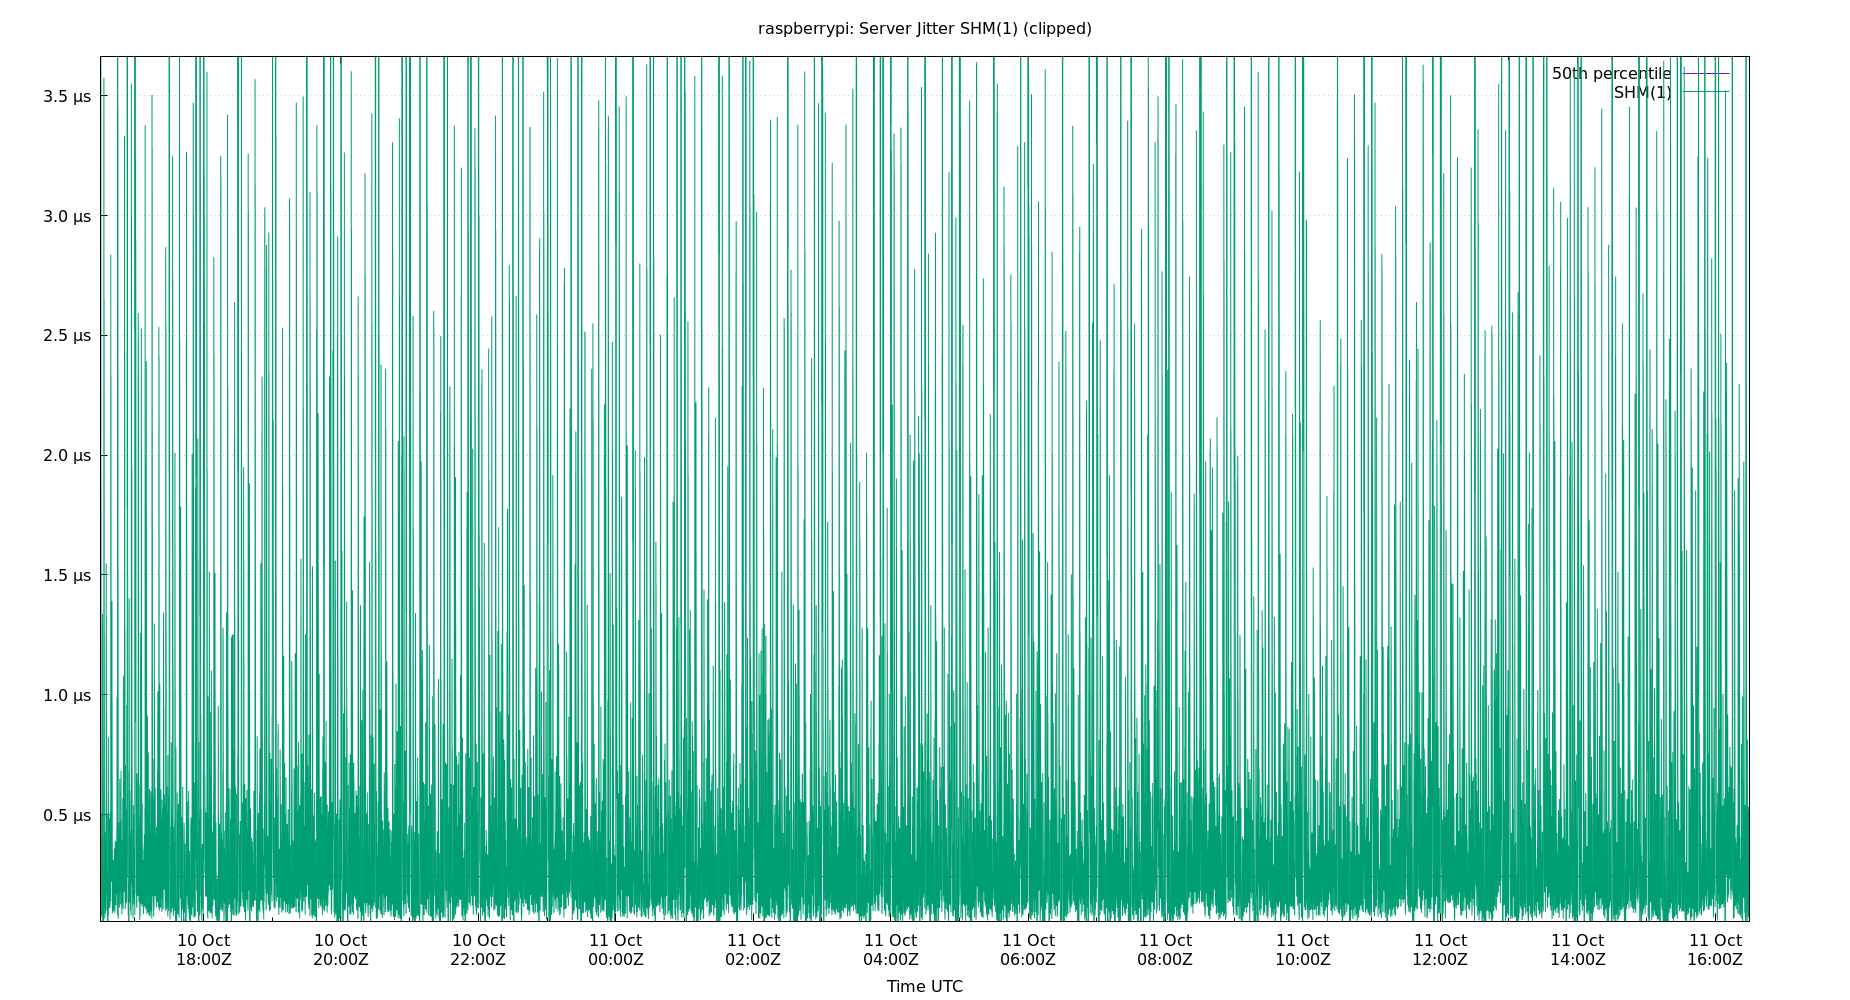 raspberrypi: Server Jitter SHM(1) (clipped)
50th percentile
SHM(1)
3.5 µs
3.0 µs
2.5 µs
2.0 µs
1.5 µs
1.0 µs
0.5 µs
10 Oct 10 Oct 10 Oct 11 Oct 11 Oct 11 Oct 11 Oct 11 Oct 11 Oct 11 Oct 11 Oct 11 Oct
18:00Z 20:00Z 22:00Z 00:00Z 02:00Z 04:00Z 06:00Z 08:00Z 10:00Z 12:00Z 14:00Z 16:00Z
Time UTC